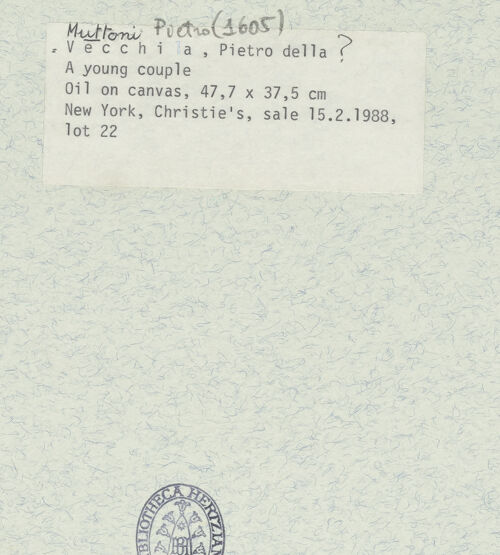 Muttoni Pietro (1605)
Vecchia, Pietro della ?
A young couple
Oil on canvas, 47,7 x 37,5 cm
New York, Christie's, sale 15.2.1988,
lot 22
BIBLIOTHECA HERTZIAN